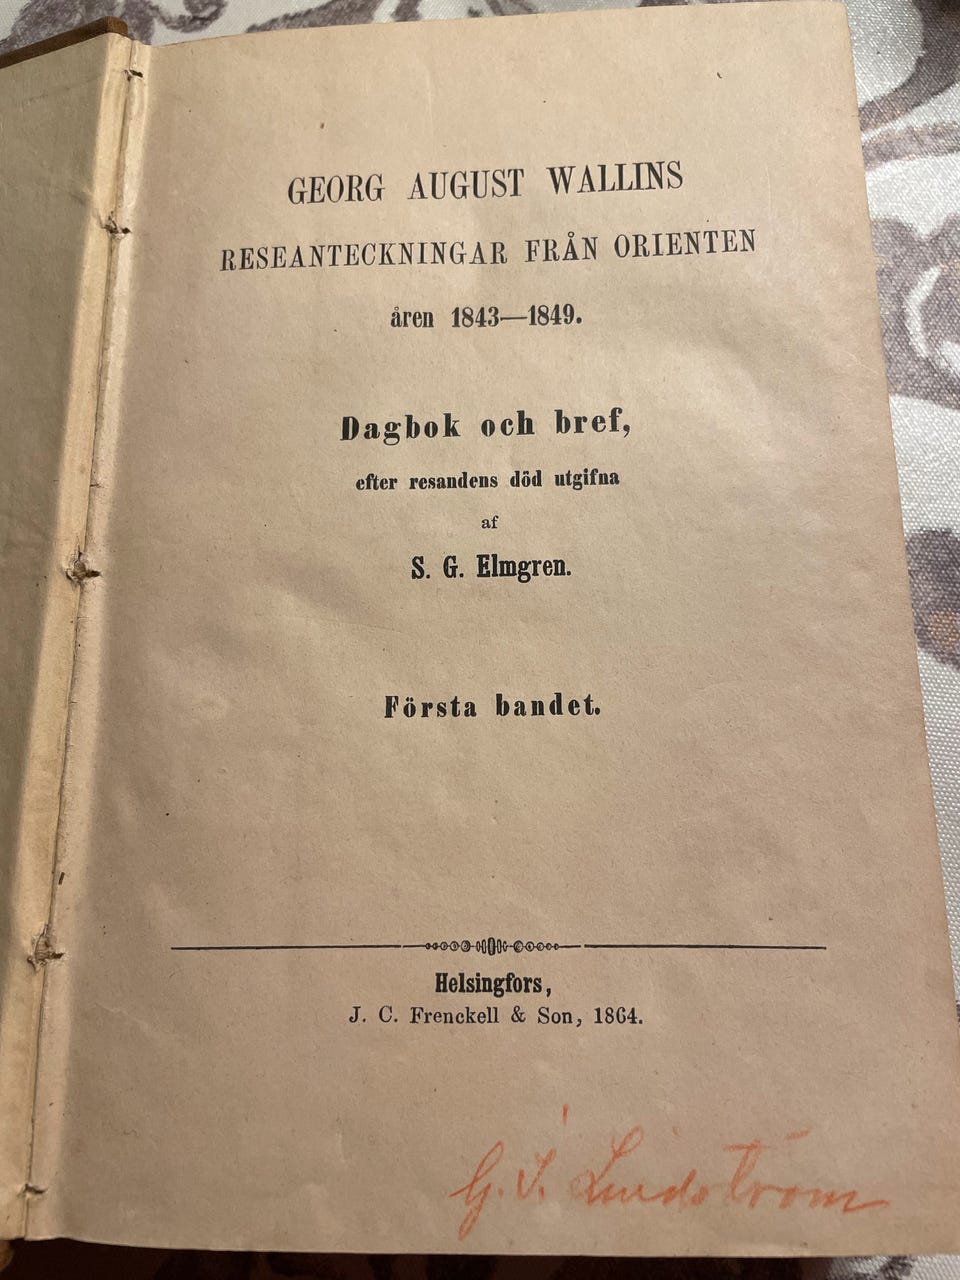 GEORG AUGUST WALLINS
RESEANTECKNINGAR FRÅN ORIENTEN
åren 1843—1849.
Dagbok och bref,
efter resandens död utgifna
af
S. G. Elmgren.
Första bandet.
Helsingfors,
J. C. Frenckell & Son, 1864.
G. Lindström